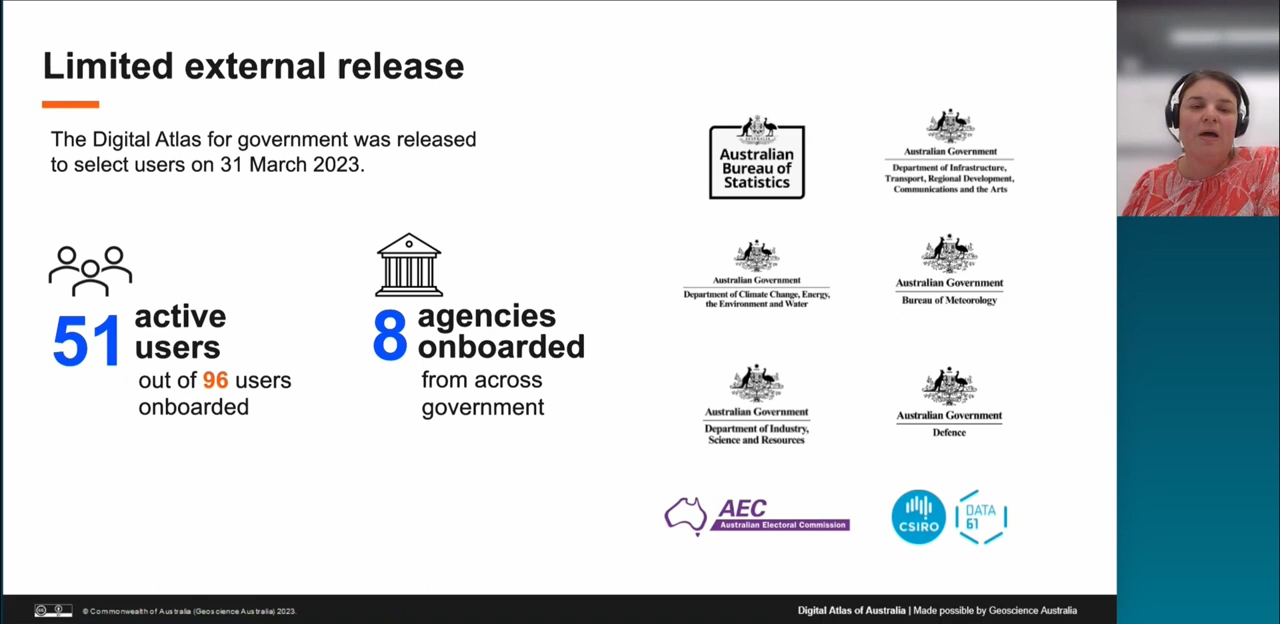 Limited external release
The Digital Atlas for government was released
to select users on 31 March 2023.
51 active
users
out of 96 users
onboarded
8 agencies
onboarded
from across
government
Australian
Bureau of
Statistics
Australian Government
Department of Infrastructure,
Transport, Regional Development,
Communications and the Arts
Australian Government
Department of Climate Change, Energy,
the Environment and Water
Australian Government
Bureau of Meteorology
Australian Government
Department of Industry,
Science and Resources
Australian Government
Defence
AEC
Australian Electoral Commission
CSIRO
DATA
61
© Commonwealth of Australia (Geoscience Australia) 2023.
Digital Atlas of Australia | Made possible by Geoscience Australia